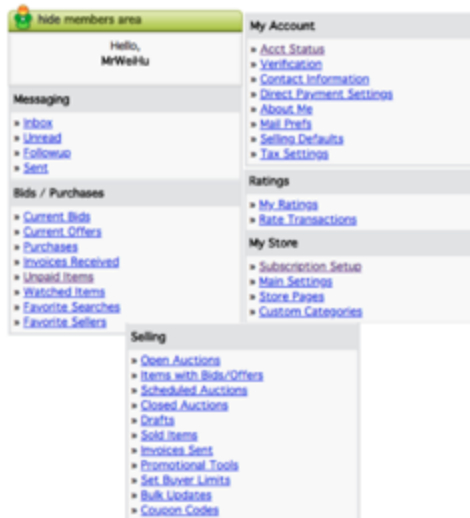 hide members area
Hello,
MrWeiHu
Messaging
» Inbox
» Unread
» Followup
» Sent
Bids / Purchases
» Current Bids
» Current Offers
» Purchases
» Invoices Received
» Unpaid Items
» Watched Items
» Favorite Searches
» Favorite Sellers
My Account
» Acct Status
» Verification
» Contact Information
» Direct Payment Settings
» About Me
» Mail Prefs
» Selling Defaults
» Tax Settings
Ratings
» My Ratings
» Rate Transactions
My Store
» Subscription Setup
» Main Settings
» Store Pages
» Custom Categories
Selling
» Open Auctions
» Items with Bids/Offers
» Scheduled Auctions
» Closed Auctions
» Drafts
» Sold Items
» Invoices Sent
» Promotional Tools
» Set Buyer Limits
» Bulk Updates
» Coupon Codes